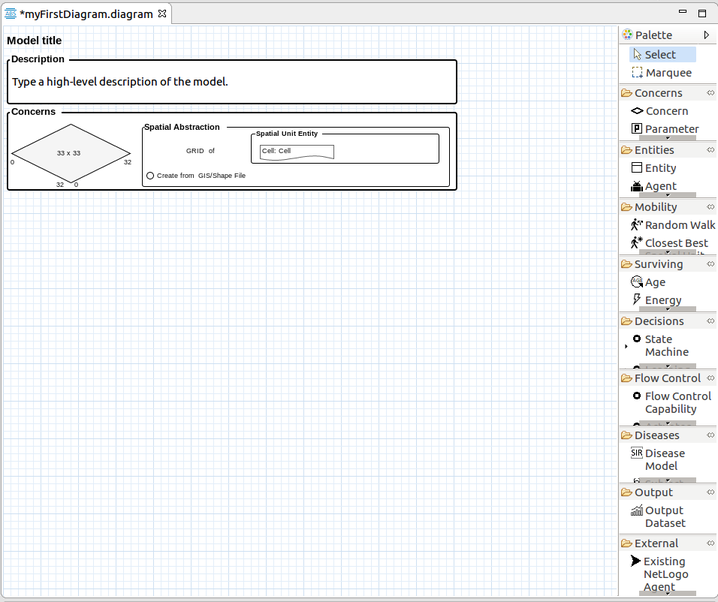 *myFirstDiagram.diagram
Model title
Description
Type a high-level description of the model.
Concerns
33 x 33
0
32
32
0
Spatial Abstraction
GRID of
Spatial Unit Entity
Cell: Cell
Create from GIS/Shape File
Palette
Select
Marquee
Concerns
Concern
Parameter
Entities
Entity
Agent
Mobility
Random Walk
Closest Best
Surviving
Age
Energy
Decisions
State
Machine
Flow Control
Flow Control
Capability
Diseases
SIR
Disease
Model
Output
Output
Dataset
External
Existing
NetLogo
Agent